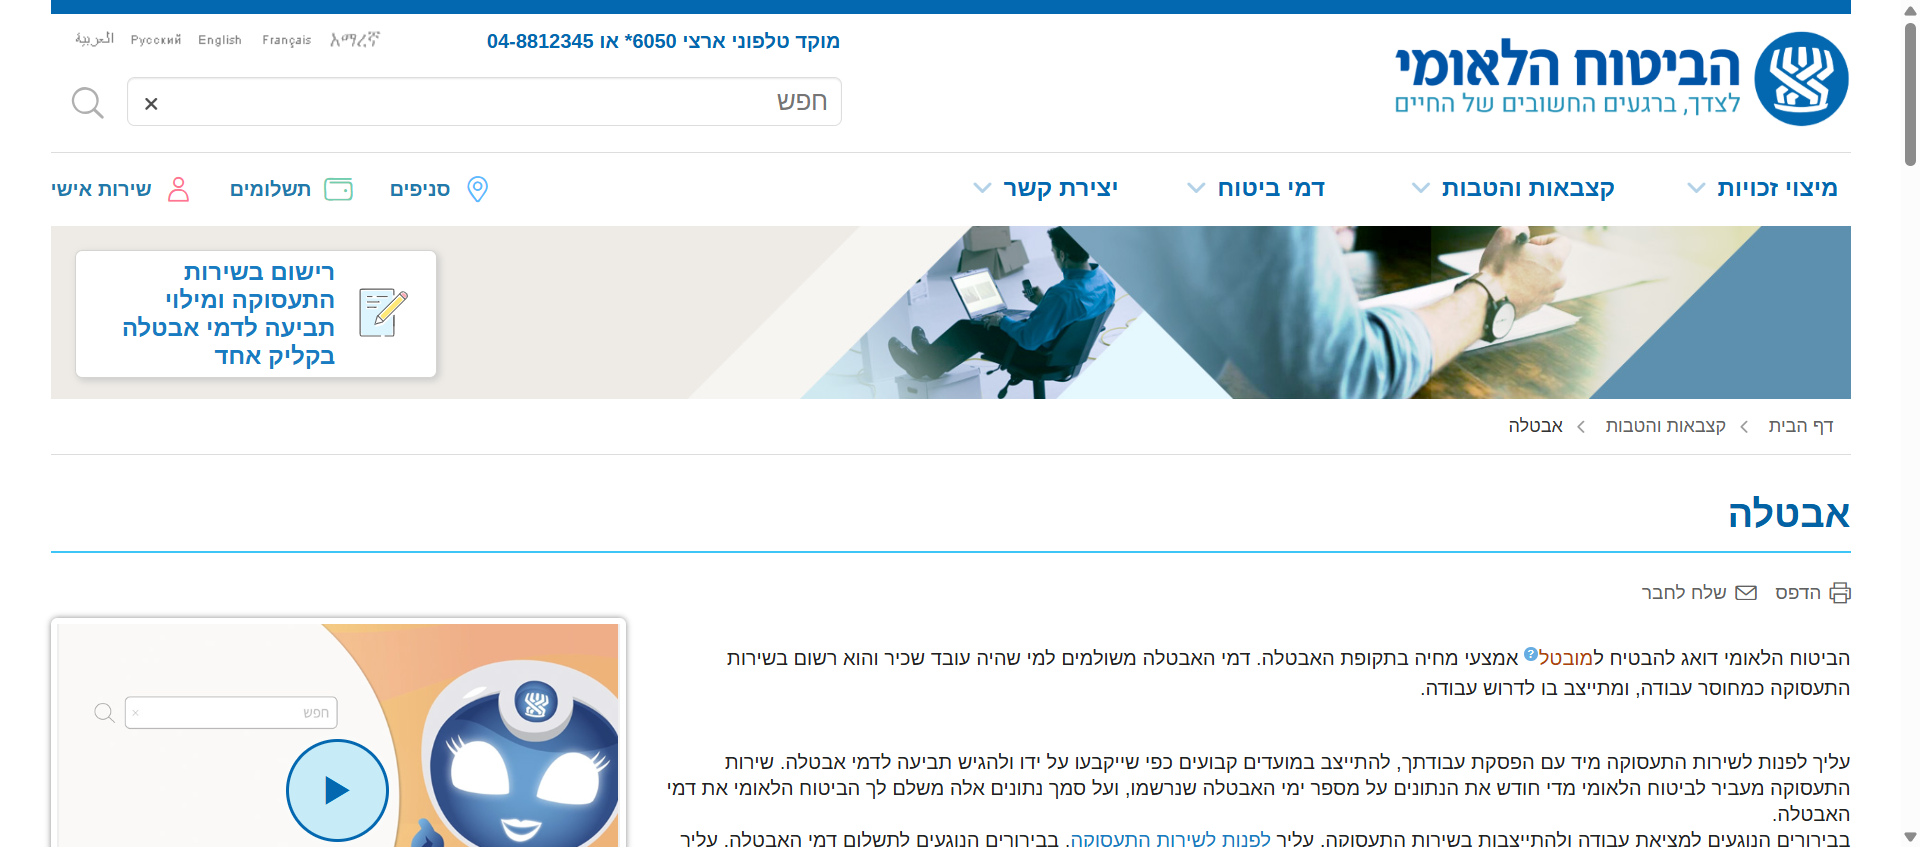 הביטוח הלאומי
לצדך, ברגעים החשובים של החיים
מוקד טלפוני ארצי 6050* או 04-8812345
አማረኛ
Français
English
Русский
العربية
חפש
מיצוי זכויות
קצבאות והטבות
דמי ביטוח
יצירת קשר
סניפים
תשלומים
שירות אישי
רישום בשירות
התעסוקה ומילוי
תביעה לדמי אבטלה
בקליק אחד
דף הבית
קצבאות והטבות
אבטלה
אבטלה
הדפס
שלח לחבר
הביטוח הלאומי דואג להבטיח למובטל? אמצעי מחיה בתקופת האבטלה. דמי האבטלה משולמים למי שהיה עובד שכיר והוא רשום בשירות
התעסוקה כמחוסר עבודה, ומתייצב בו לדרוש עבודה.
עליך לפנות לשירות התעסוקה מיד עם הפסקת עבודתך, להתייצב במועדים קבועים כפי שייקבעו על ידו ולהגיש תביעה לדמי אבטלה. שירות
התעסוקה מעביר לביטוח הלאומי מדי חודש את הנתונים על מספר ימי האבטלה שנרשמו, ועל סמך נתונים אלה משלם לך הביטוח הלאומי את דמי
האבטלה.
בבירורים הנוגעים למציאת עבודה ולהתייצבות בשירות התעסוקה, עליך לפנות לשירות התעסוקה. בבירורים הנוגעים לתשלום דמי האבטלה, עליך
חפש